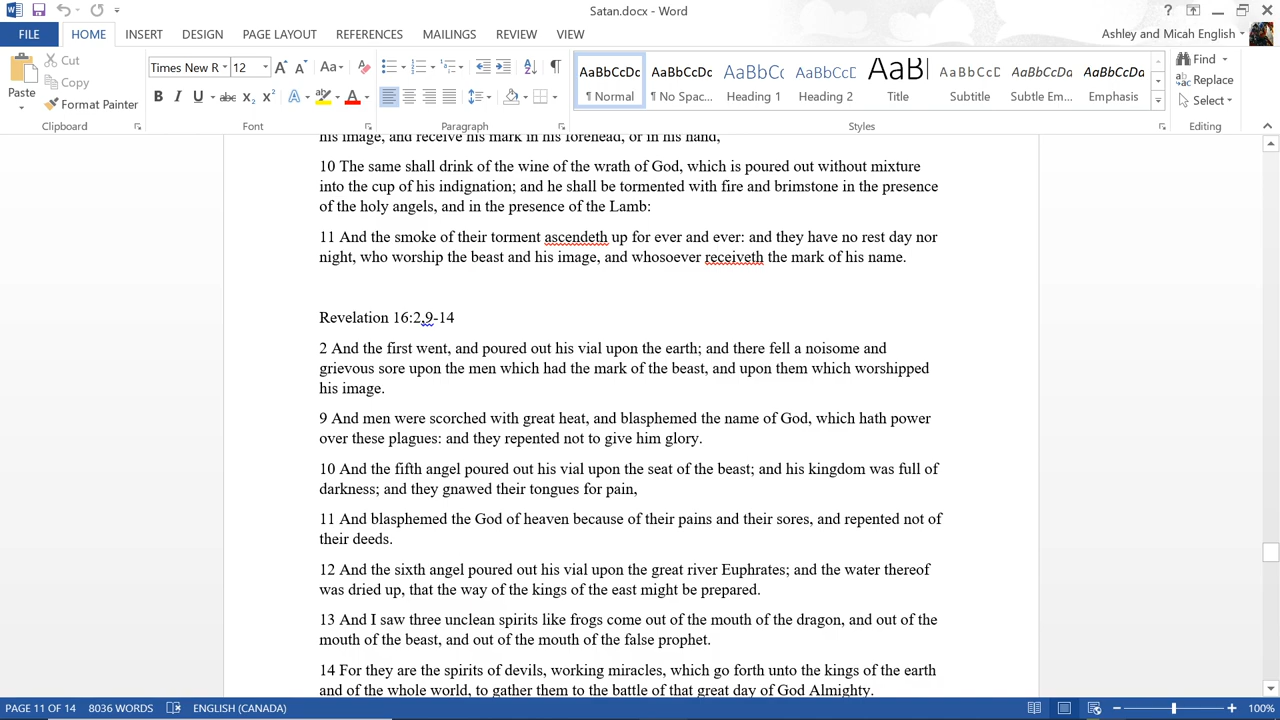 Satan.docx - Word
FILE HOME INSERT DESIGN PAGE LAYOUT REFERENCES MAILINGS REVIEW VIEW Ashley and Micah English
Paste Cut Copy Format Painter
Times New R 12
AaBbCcDc AaBbCcDc AaBbCc AaBbCcD AaB AaBbCcD AaBbCcDc AaBbCcDc
¶ Normal ¶ No Spac... Heading 1 Heading 2 Title Subtitle Subtle Em... Emphasis
Find Replace Select
Clipboard Font Paragraph Styles Editing
his image, and receive his mark in his forehead, or in his hand,
10 The same shall drink of the wine of the wrath of God, which is poured out without mixture
into the cup of his indignation; and he shall be tormented with fire and brimstone in the presence
of the holy angels, and in the presence of the Lamb:
11 And the smoke of their torment ascendeth up for ever and ever: and they have no rest day nor
night, who worship the beast and his image, and whosoever receiveth the mark of his name.
Revelation 16:2,9-14
2 And the first went, and poured out his vial upon the earth; and there fell a noisome and
grievous sore upon the men which had the mark of the beast, and upon them which worshipped
his image.
9 And men were scorched with great heat, and blasphemed the name of God, which hath power
over these plagues: and they repented not to give him glory.
10 And the fifth angel poured out his vial upon the seat of the beast; and his kingdom was full of
darkness; and they gnawed their tongues for pain,
11 And blasphemed the God of heaven because of their pains and their sores, and repented not of
their deeds.
12 And the sixth angel poured out his vial upon the great river Euphrates; and the water thereof
was dried up, that the way of the kings of the east might be prepared.
13 And I saw three unclean spirits like frogs come out of the mouth of the dragon, and out of the
mouth of the beast, and out of the mouth of the false prophet.
14 For they are the spirits of devils, working miracles, which go forth unto the kings of the earth
and of the whole world, to gather them to the battle of that great day of God Almighty.
PAGE 11 OF 14 8036 WORDS ENGLISH (CANADA) 100%